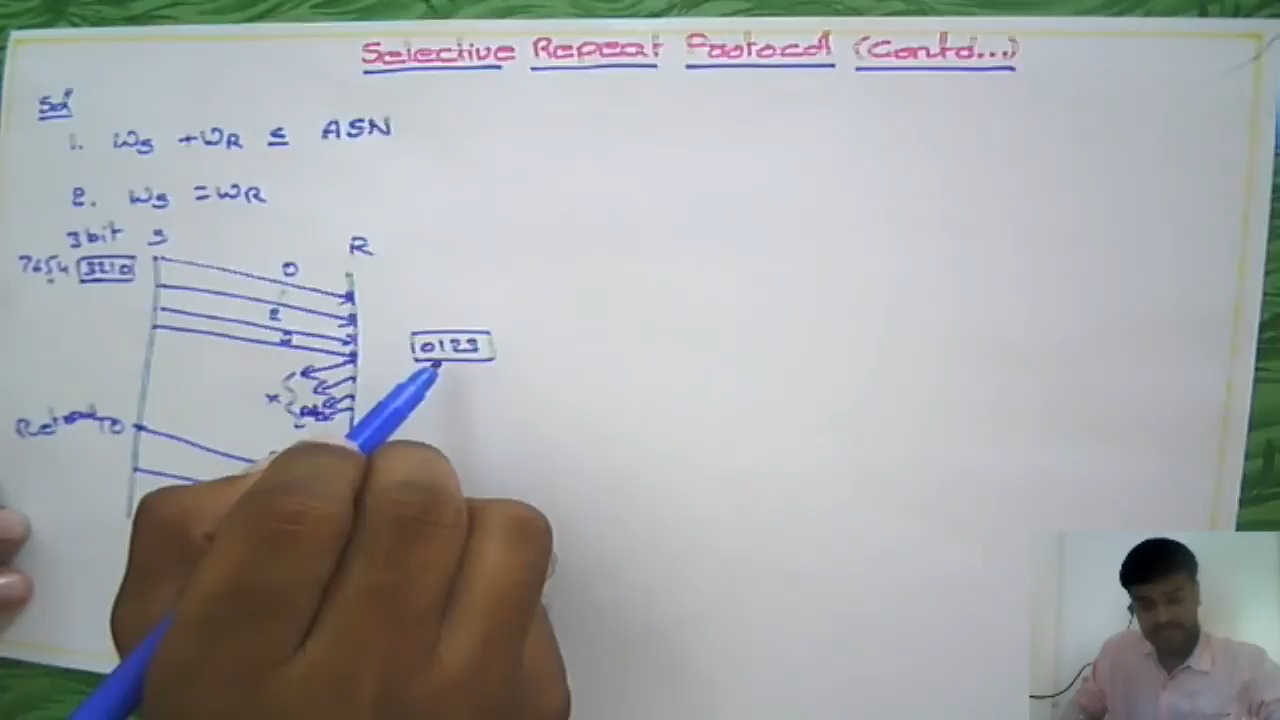 Selective Repeat Protocol (Contd...)
Sol
1. WS + WR ≤ ASN
2. WS = WR
3 bit S R
7654 3210
0
2
3
0123
x